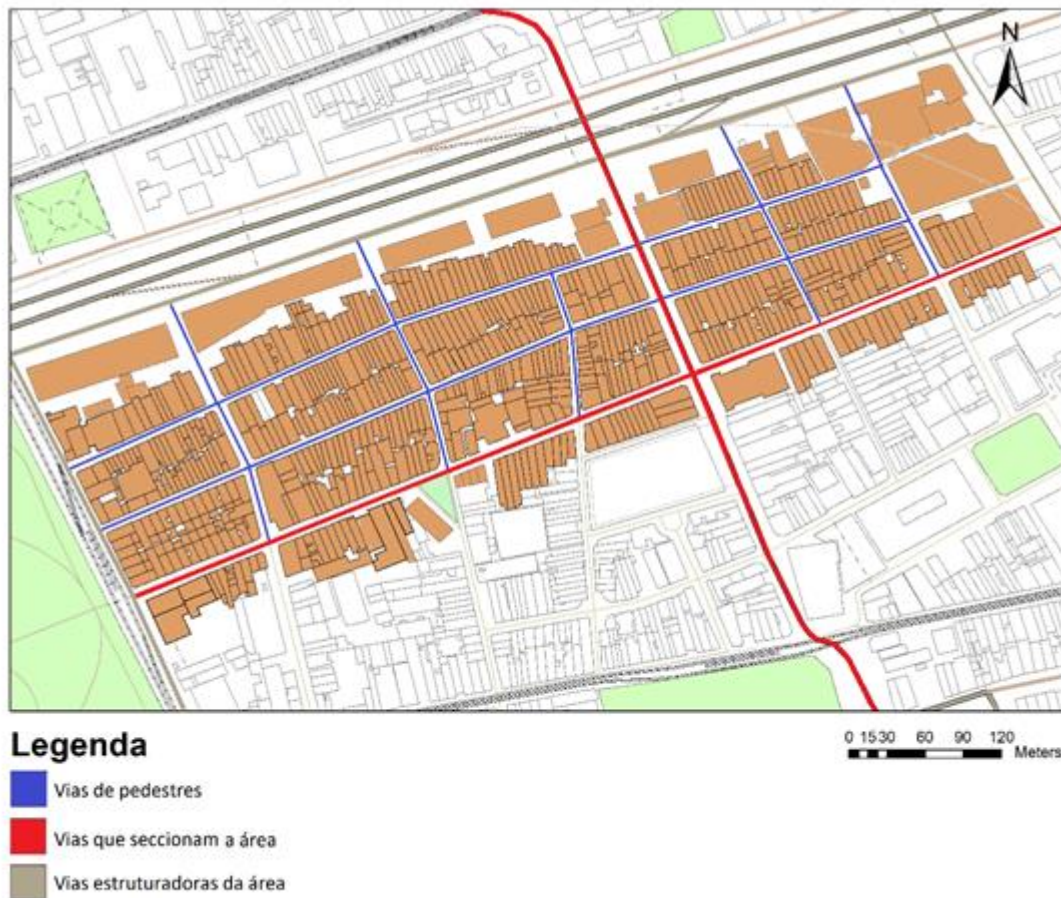 N
Legenda
0 15 30 60 90 120
Meters
Vias de pedestres
Vias que seccionam a área
Vias estruturadoras da área